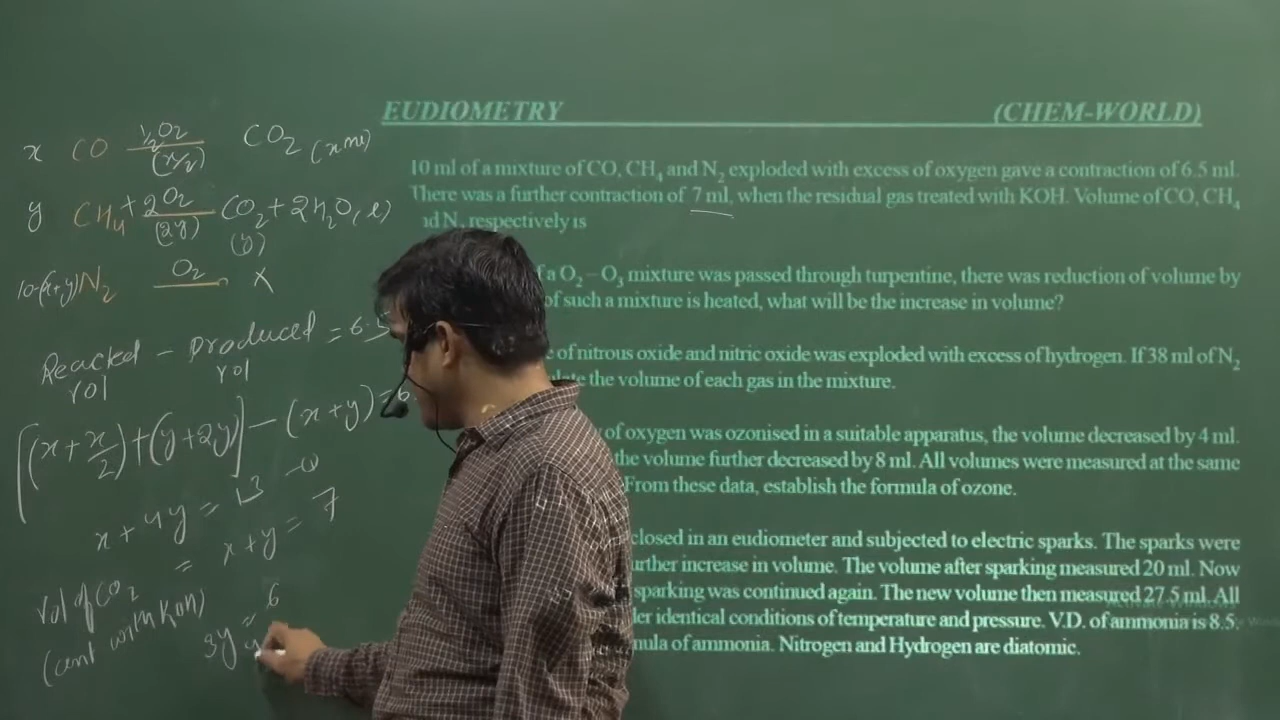 EUDIOMETRY (CHEM-WORLD)
10 ml of a mixture of CO, CH₄ and N₂ exploded with excess of oxygen gave a contraction of 6.5 ml.
There was a further contraction of 7 ml, when the residual gas treated with KOH. Volume of CO, CH₄
nd N₂ respectively is
f a O₂ – O₃ mixture was passed through turpentine, there was reduction of volume by
of such a mixture is heated, what will be the increase in volume?
e of nitrous oxide and nitric oxide was exploded with excess of hydrogen. If 38 ml of N₂
late the volume of each gas in the mixture.
of oxygen was ozonised in a suitable apparatus, the volume decreased by 4 ml.
the volume further decreased by 8 ml. All volumes were measured at the same
From these data, establish the formula of ozone.
closed in an eudiometer and subjected to electric sparks. The sparks were
urther increase in volume. The volume after sparking measured 20 ml. Now
sparking was continued again. The new volume then measured 27.5 ml. All
er identical conditions of temperature and pressure. V.D. of ammonia is 8.5.
mula of ammonia. Nitrogen and Hydrogen are diatomic.
x CO ½O₂ (x/2) CO₂ (x ml)
y CH₄ + 2O₂ (2y) CO₂ + 2H₂O(l)
(y)
10-(x+y) N₂ O₂ X
Reacted vol - Produced vol = 6.5
[(x + x/2) + (y + 2y)] - (x + y) = 6.
x + 4y = 13
vol of CO₂ = x + y = 7
(cont with KOH)
3y = 6